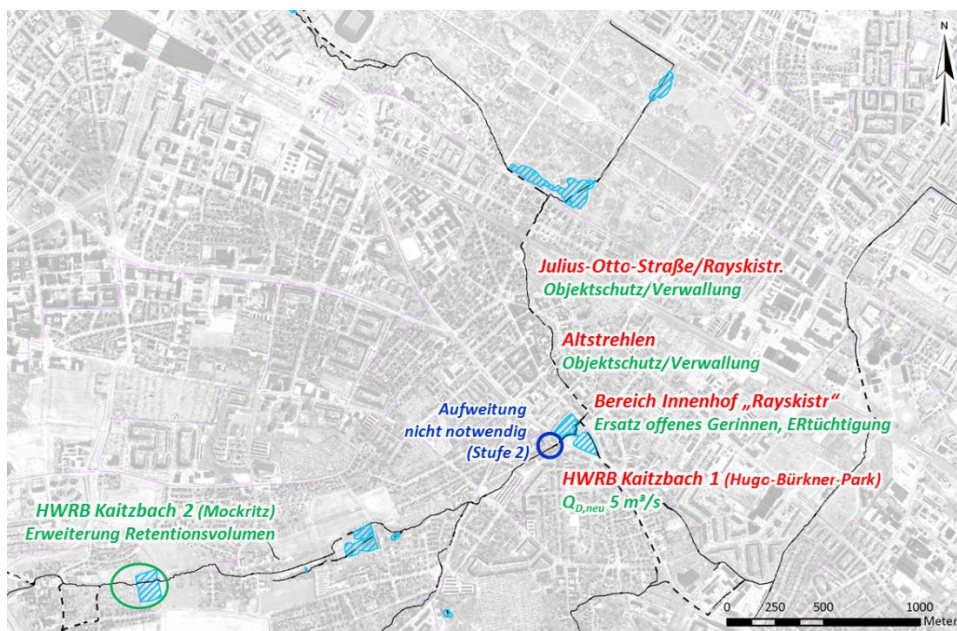 N
Julius-Otto-Straße/Rayskistr.
Objektschutz/Verwallung
Altstrehlen
Objektschutz/Verwallung
Bereich Innenhof „Rayskistr“
Ersatz offenes Gerinnen, ERtüchtigung
Aufweitung
nicht notwendig
(Stufe 2)
HWRB Kaitzbach 1 (Hugo-Bürkner-Park)
QD,neu 5 m³/s
HWRB Kaitzbach 2 (Mockritz)
Erweiterung Retentionsvolumen
0 250 500 1000
Meter